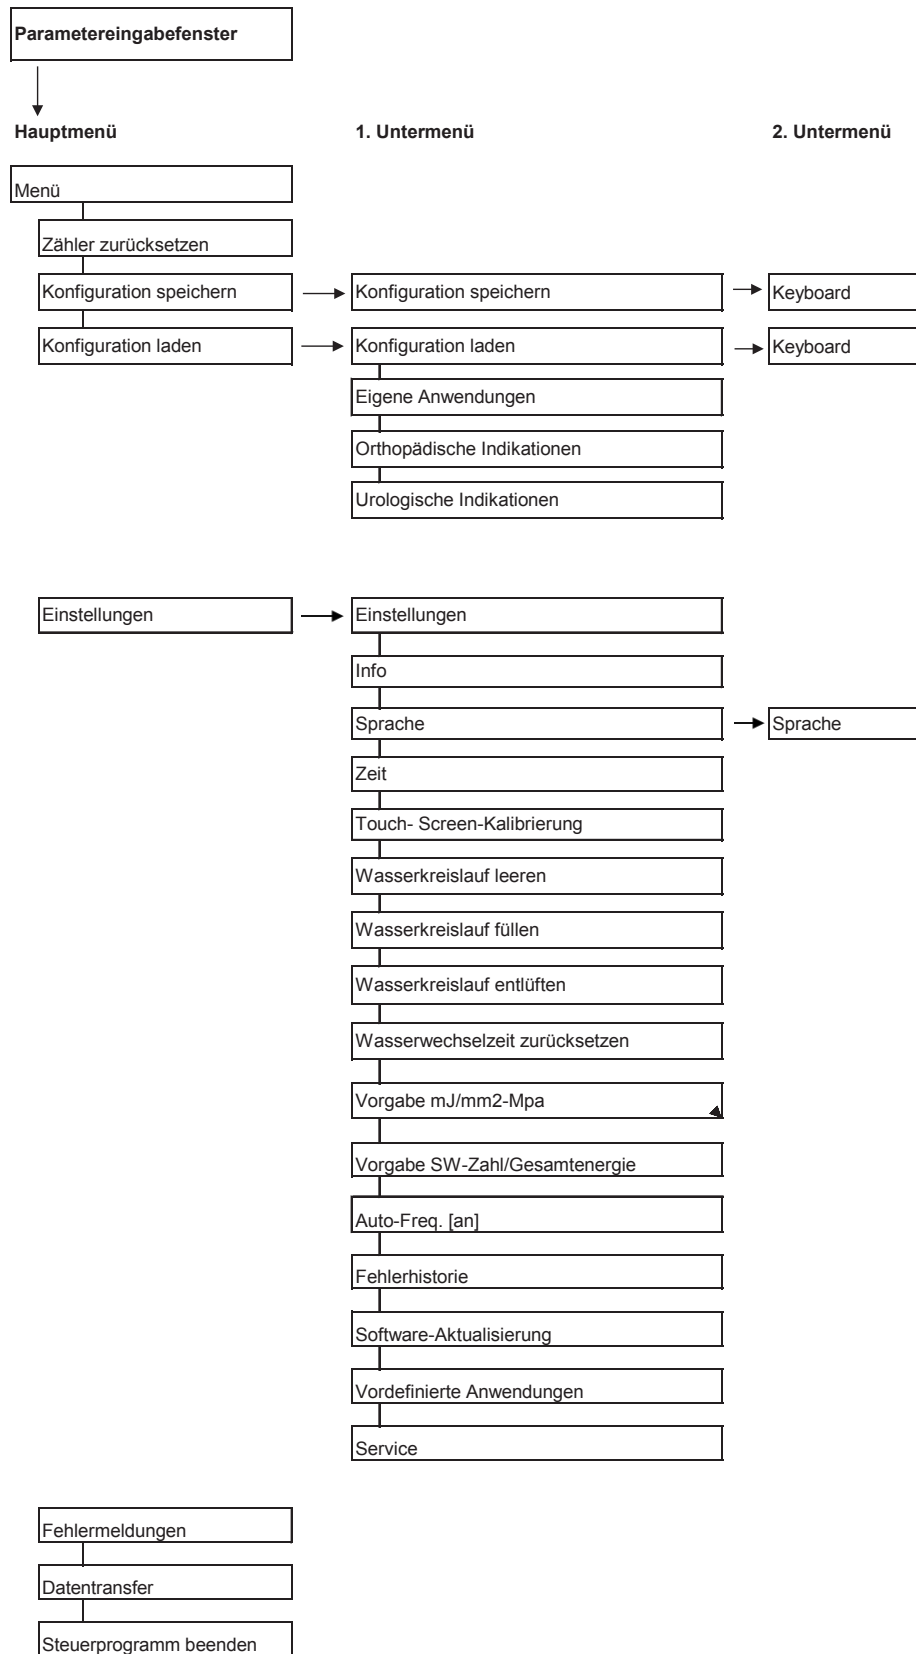 Parametereingabefenster
Hauptmenü 1. Untermenü 2. Untermenü
Menü
Zähler zurücksetzen
Konfiguration speichern Konfiguration speichern Keyboard
Konfiguration laden Konfiguration laden Keyboard
Eigene Anwendungen
Orthopädische Indikationen
Urologische Indikationen
Einstellungen Einstellungen
Info
Sprache Sprache
Zeit
Touch- Screen-Kalibrierung
Wasserkreislauf leeren
Wasserkreislauf füllen
Wasserkreislauf entlüften
Wasserwechselzeit zurücksetzen
Vorgabe mJ/mm2-Mpa
Vorgabe SW-Zahl/Gesamtenergie
Auto-Freq. [an]
Fehlerhistorie
Software-Aktualisierung
Vordefinierte Anwendungen
Service
Fehlermeldungen
Datentransfer
Steuerprogramm beenden